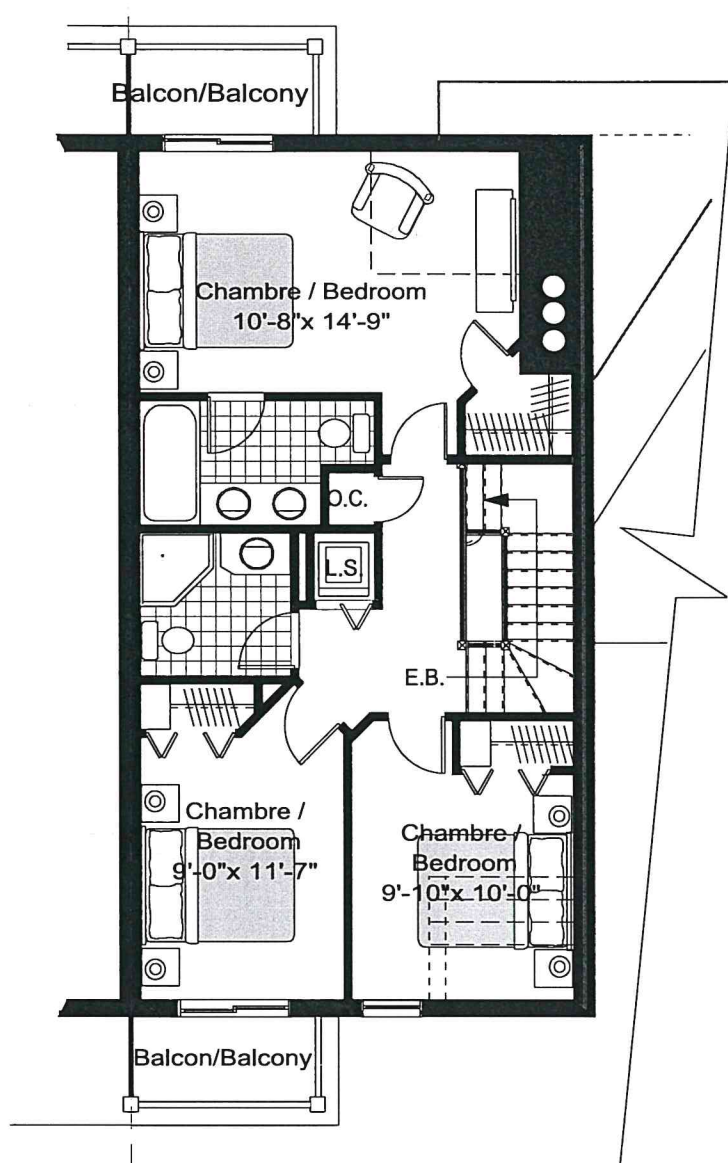 Balcon/Balcony
Chambre / Bedroom
10'-8"x 14'-9"
O.C.
L.S.
E.B.
Chambre /
Bedroom
9'-0"x 11'-7"
Chambre /
Bedroom
9'-10"x 10'-0"
Balcon/Balcony